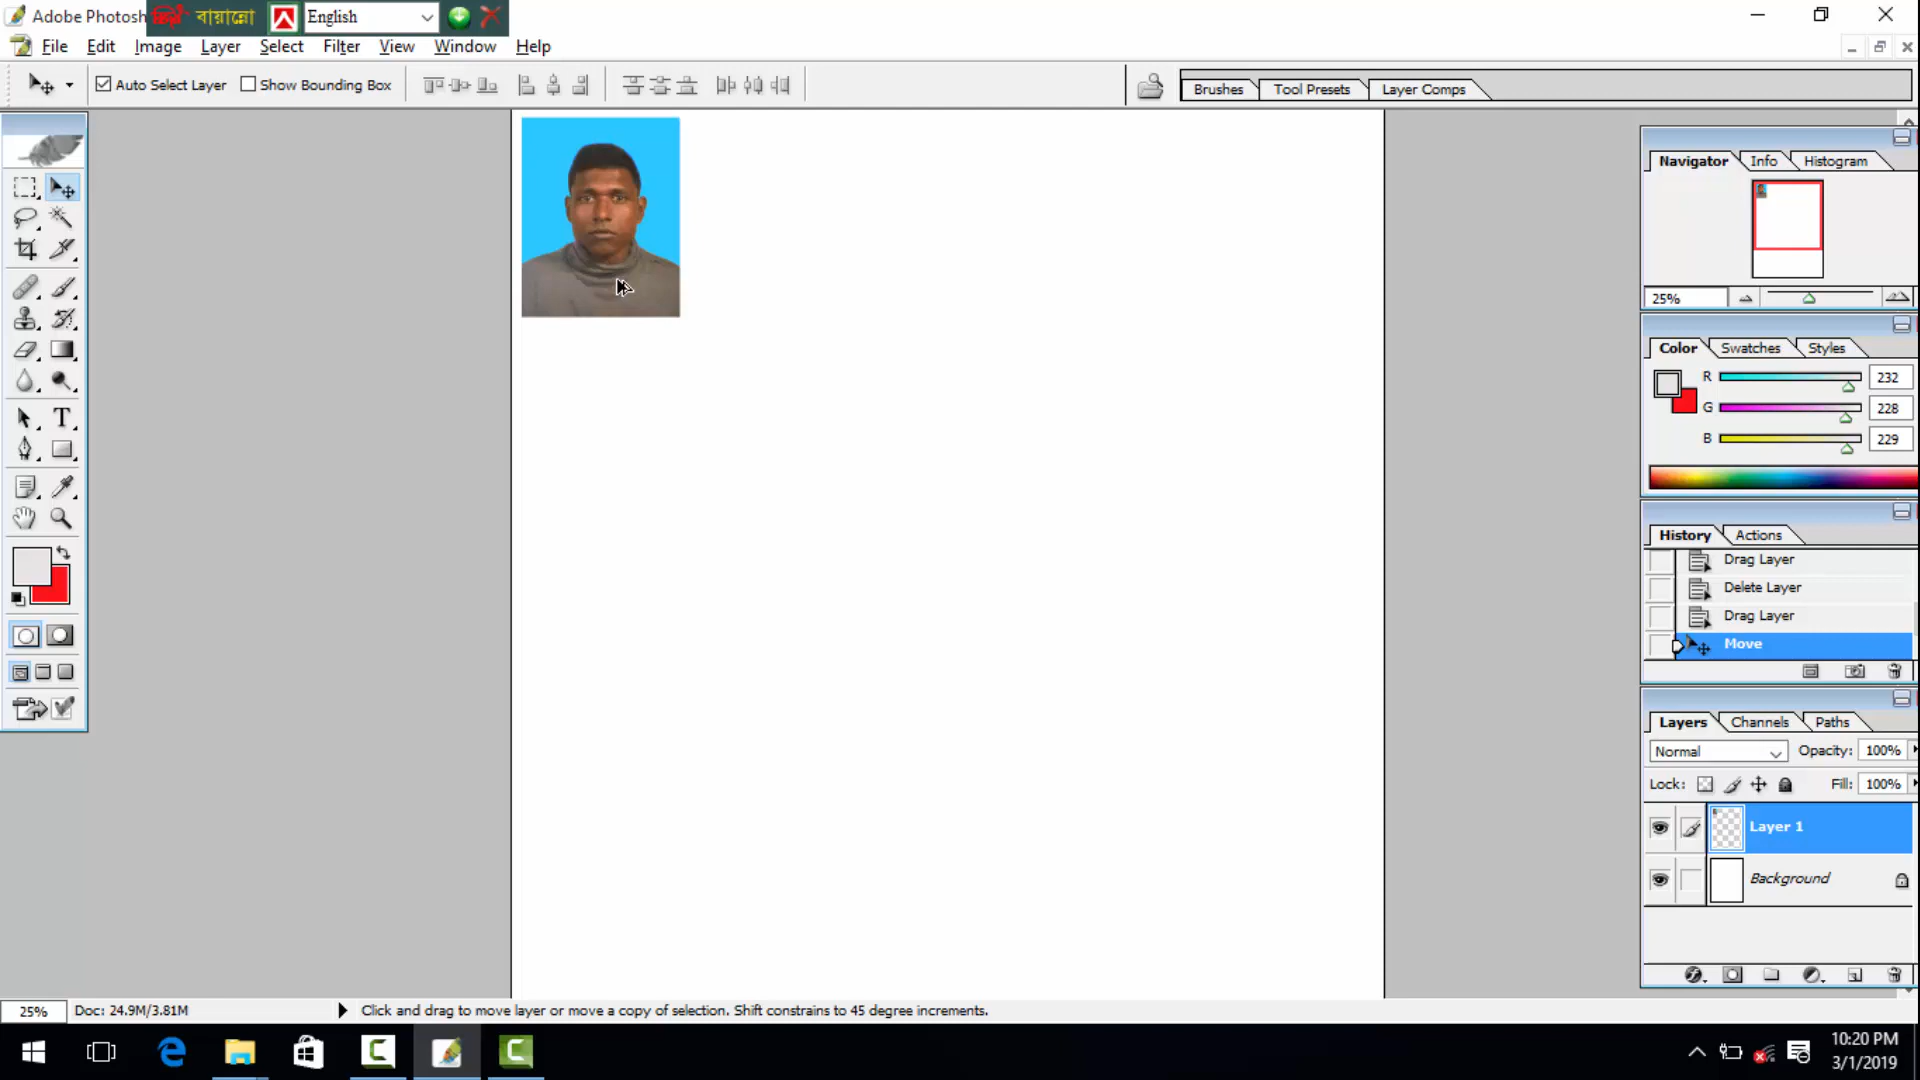 Adobe Photosh
বায়ান্নো
English
File Edit Image Layer Select Filter View Window Help
Auto Select Layer Show Bounding Box
Brushes Tool Presets Layer Comps
Navigator Info Histogram
25%
Color Swatches Styles
R 232
G 228
B 229
T
History Actions
Drag Layer
Delete Layer
Drag Layer
Move
Layers Channels Paths
Normal Opacity: 100%
Lock: Fill: 100%
Layer 1
Background
25% Doc: 24.9M/3.81M Click and drag to move layer or move a copy of selection. Shift constrains to 45 degree increments.
10:20 PM
3/1/2019